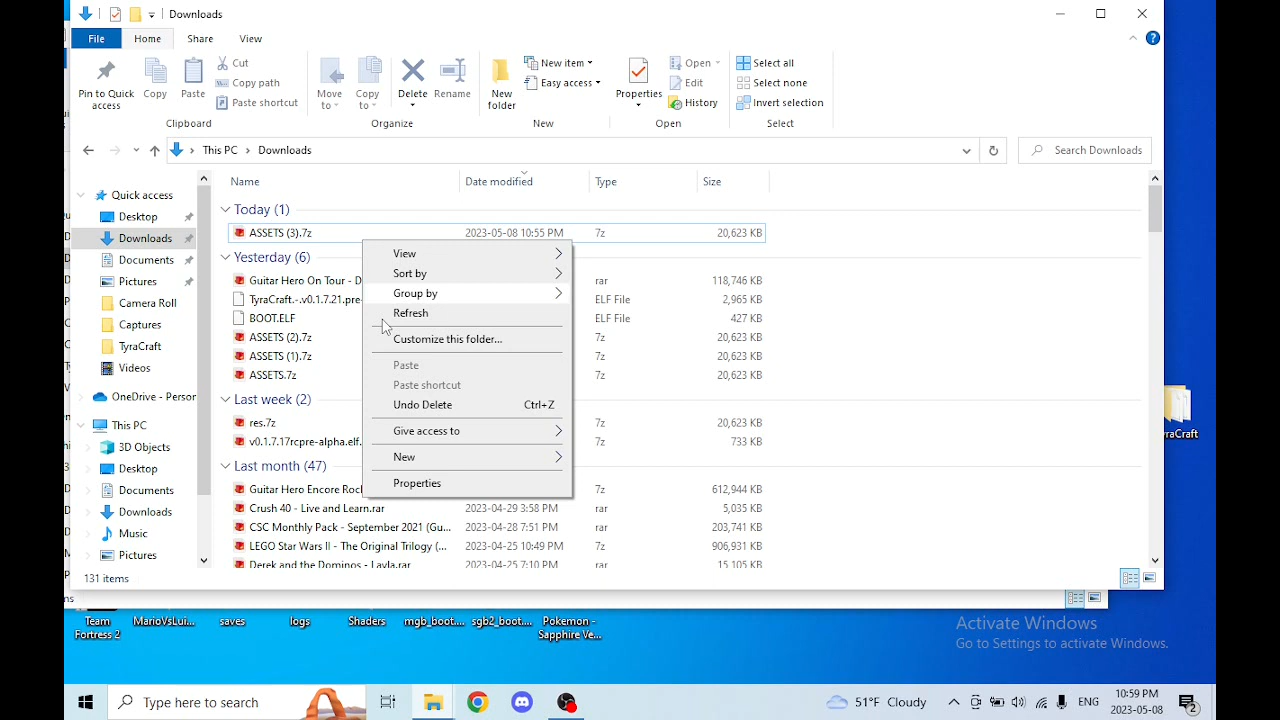 Downloads
File Home Share View
Pin to Quick access
Copy
Paste
Cut
Copy path
Paste shortcut
Clipboard
Move to
Copy to
Delete
Rename
Organize
New folder
New item
Easy access
New
Properties
Open
Edit
History
Open
Select all
Select none
Invert selection
Select
This PC > Downloads
Search Downloads
Name Date modified Type Size
Quick access
Desktop
Downloads
Documents
Pictures
Camera Roll
Captures
TyraCraft
Videos
OneDrive - Person
This PC
3D Objects
Desktop
Documents
Downloads
Music
Pictures
Today (1)
ASSETS (3).7z 2023-05-08 10:55 PM 7z 20,623 KB
Yesterday (6)
Guitar Hero On Tour - D rar 118,746 KB
TyraCraft.-.v0.1.7.21.pre- ELF File 2,965 KB
BOOT.ELF ELF File 427 KB
ASSETS (2).7z 7z 20,623 KB
ASSETS (1).7z 7z 20,623 KB
ASSETS.7z 7z 20,623 KB
Last week (2)
res.7z 7z 20,623 KB
v0.1.7.17rcpre-alpha.elf. 7z 733 KB
Last month (47)
Guitar Hero Encore Rock 7z 612,944 KB
Crush 40 - Live and Learn.rar 2023-04-29 3:58 PM rar 5,035 KB
CSC Monthly Pack - September 2021 (Gu... 2023-04-28 7:51 PM rar 203,741 KB
LEGO Star Wars II - The Original Trilogy (... 2023-04-25 10:49 PM 7z 906,931 KB
Derek and the Dominos - Layla.rar 2023-04-25 7:10 PM rar 15,105 KB
View
Sort by
Group by
Refresh
Customize this folder...
Paste
Paste shortcut
Undo Delete Ctrl+Z
Give access to
New
Properties
131 items
yraCraft
Team Fortress 2
MarioVsLui...
saves
logs
Shaders
mgb_boot....
sgb2_boot....
Pokemon - Sapphire Ve...
Activate Windows
Go to Settings to activate Windows.
Type here to search
51°F Cloudy
ENG
10:59 PM
2023-05-08
2